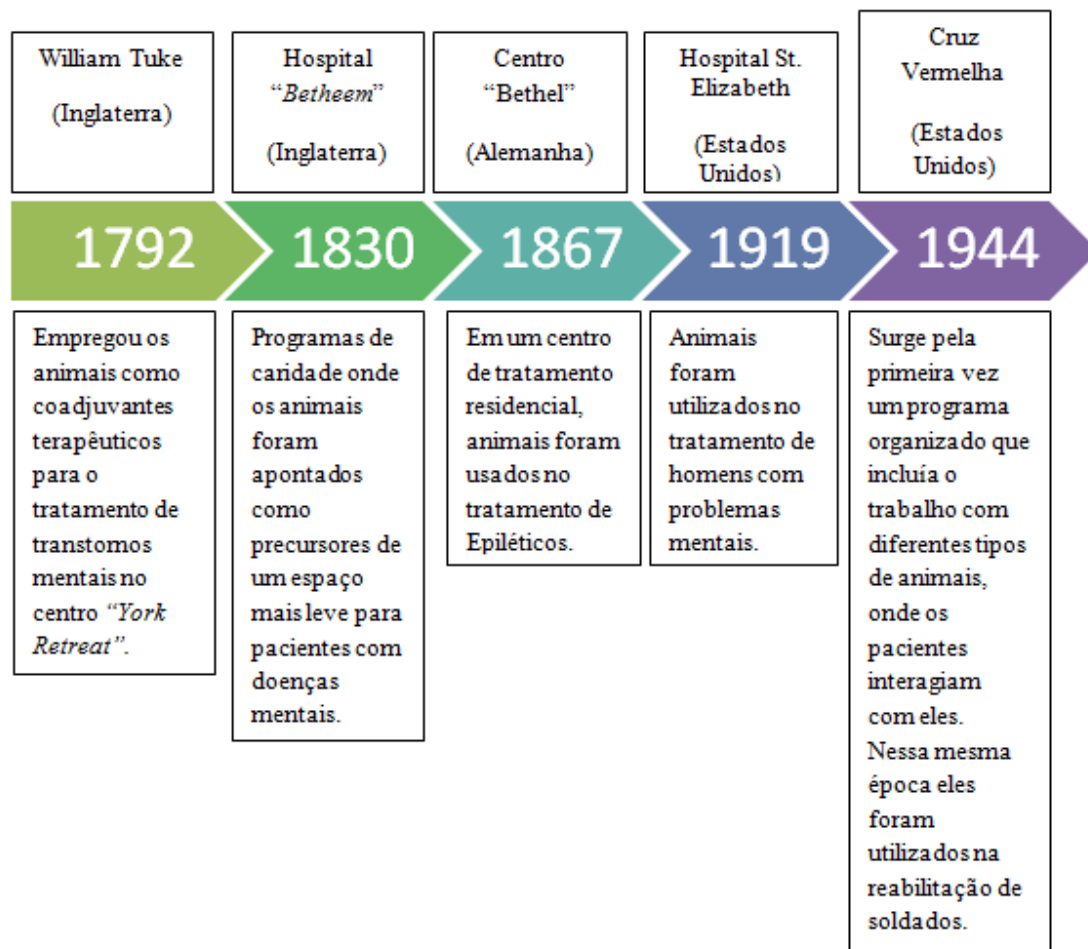 William Tuke
(Inglaterra)
Hospital
“Betheem”
(Inglaterra)
Centro
“Bethel”
(Alemanha)
Hospital St.
Elizabeth
(Estados
Unidos)
Cruz
Vermelha
(Estados
Unidos)
1792
1830
1867
1919
1944
Empregou os
animais como
coadjuvantes
terapêuticos
para o
tratamento de
transtornos
mentais no
centro “York
Retreat”.
Programas de
caridade onde
os animais
foram
apontados
como
precursores de
um espaço
mais leve para
pacientes com
doenças
mentais.
Em um centro
de tratamento
residencial,
animais foram
usados no
tratamento de
Epiléticos.
Animais
foram
utilizados no
tratamento de
homens com
problemas
mentais.
Surge pela
primeira vez
um programa
organizado que
incluía o
trabalho com
diferentes tipos
de animais,
onde os
pacientes
interagiam
com eles.
Nessa mesma
época eles
foram
utilizados na
reabilitação de
soldados.